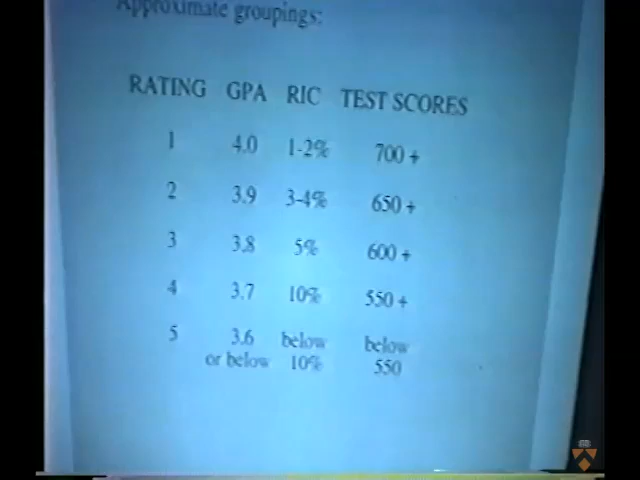 Approximate groupings:
RATING GPA RIC TEST SCORES
1 4.0 1-2% 700 +
2 3.9 3-4% 650 +
3 3.8 5% 600 +
4 3.7 10% 550 +
5 3.6 below below
or below 10% 550